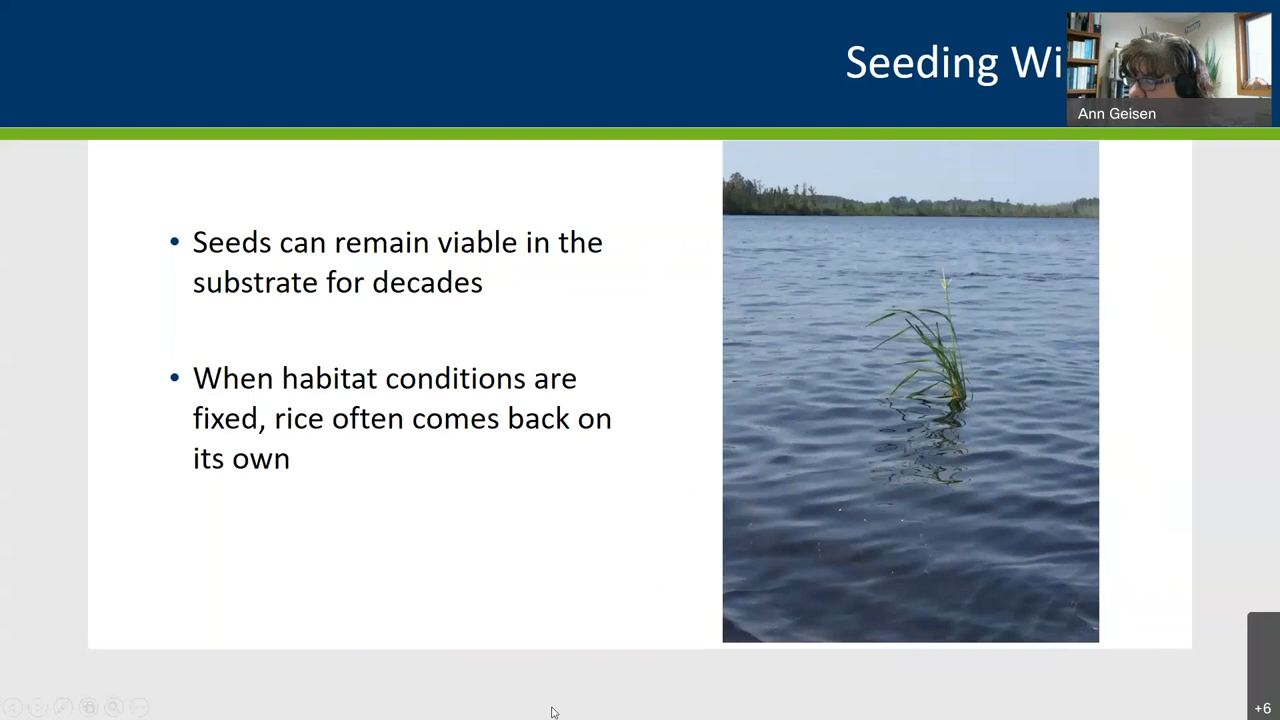 Seeding Wi
Ann Geisen
• Seeds can remain viable in the
substrate for decades
• When habitat conditions are
fixed, rice often comes back on
its own
+6